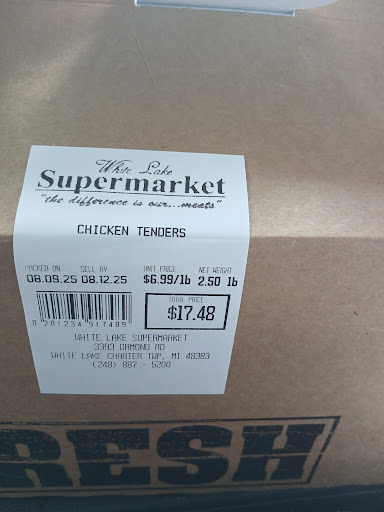 White Lake
Supermarket
"the difference is our...meats"
CHICKEN TENDERS
PACKED ON SELL BY UNIT PRICE NET WEIGHT
08.09.25 08.12.25 $6.99/lb 2.50 lb
TOTAL PRICE
$17.48
0 201234 917489
WHITE LAKE SUPERMARKET
3393 ORMOND RD
WHITE LAKE CHARTER TWP, MI 48383
(248) 887 - 5200
RESH